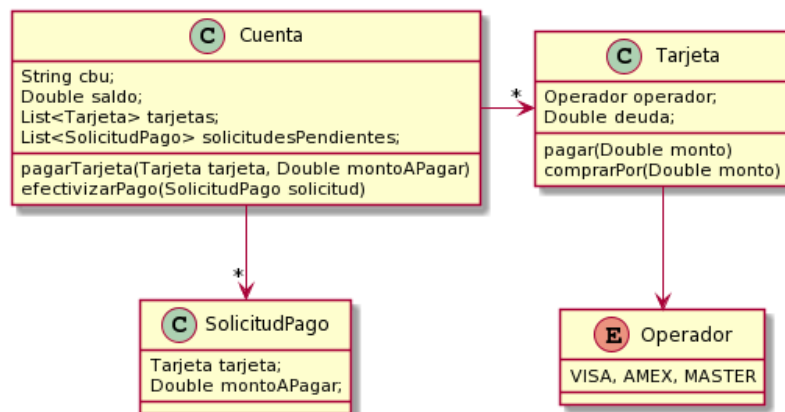 C Cuenta
String cbu;
Double saldo;
List<Tarjeta> tarjetas;
List<SolicitudPago> solicitudesPendientes;
pagarTarjeta(Tarjeta tarjeta, Double montoAPagar)
efectivizarPago(SolicitudPago solicitud)
*
C Tarjeta
Operador operador;
Double deuda;
pagar(Double monto)
comprarPor(Double monto)
*
C SolicitudPago
Tarjeta tarjeta;
Double montoAPagar;
E Operador
VISA, AMEX, MASTER